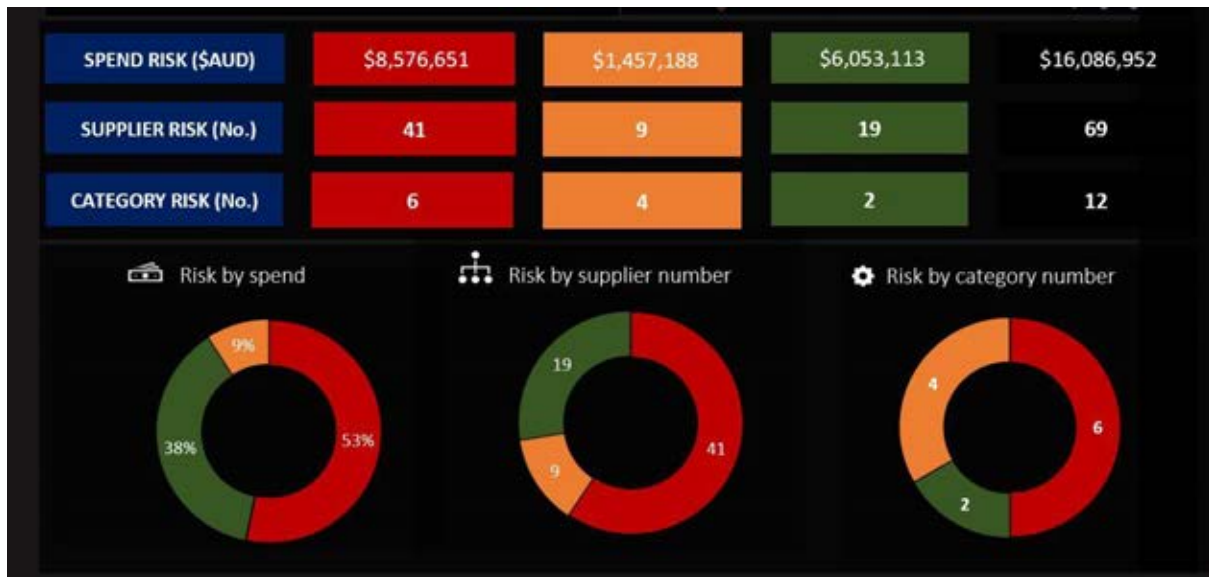 SPEND RISK ($AUD) $8,576,651 $1,457,188 $6,053,113 $16,086,952
SUPPLIER RISK (No.) 41 9 19 69
CATEGORY RISK (No.) 6 4 2 12
Risk by spend
Risk by supplier number
Risk by category number
9%
38%
53%
19
9
41
4
2
6